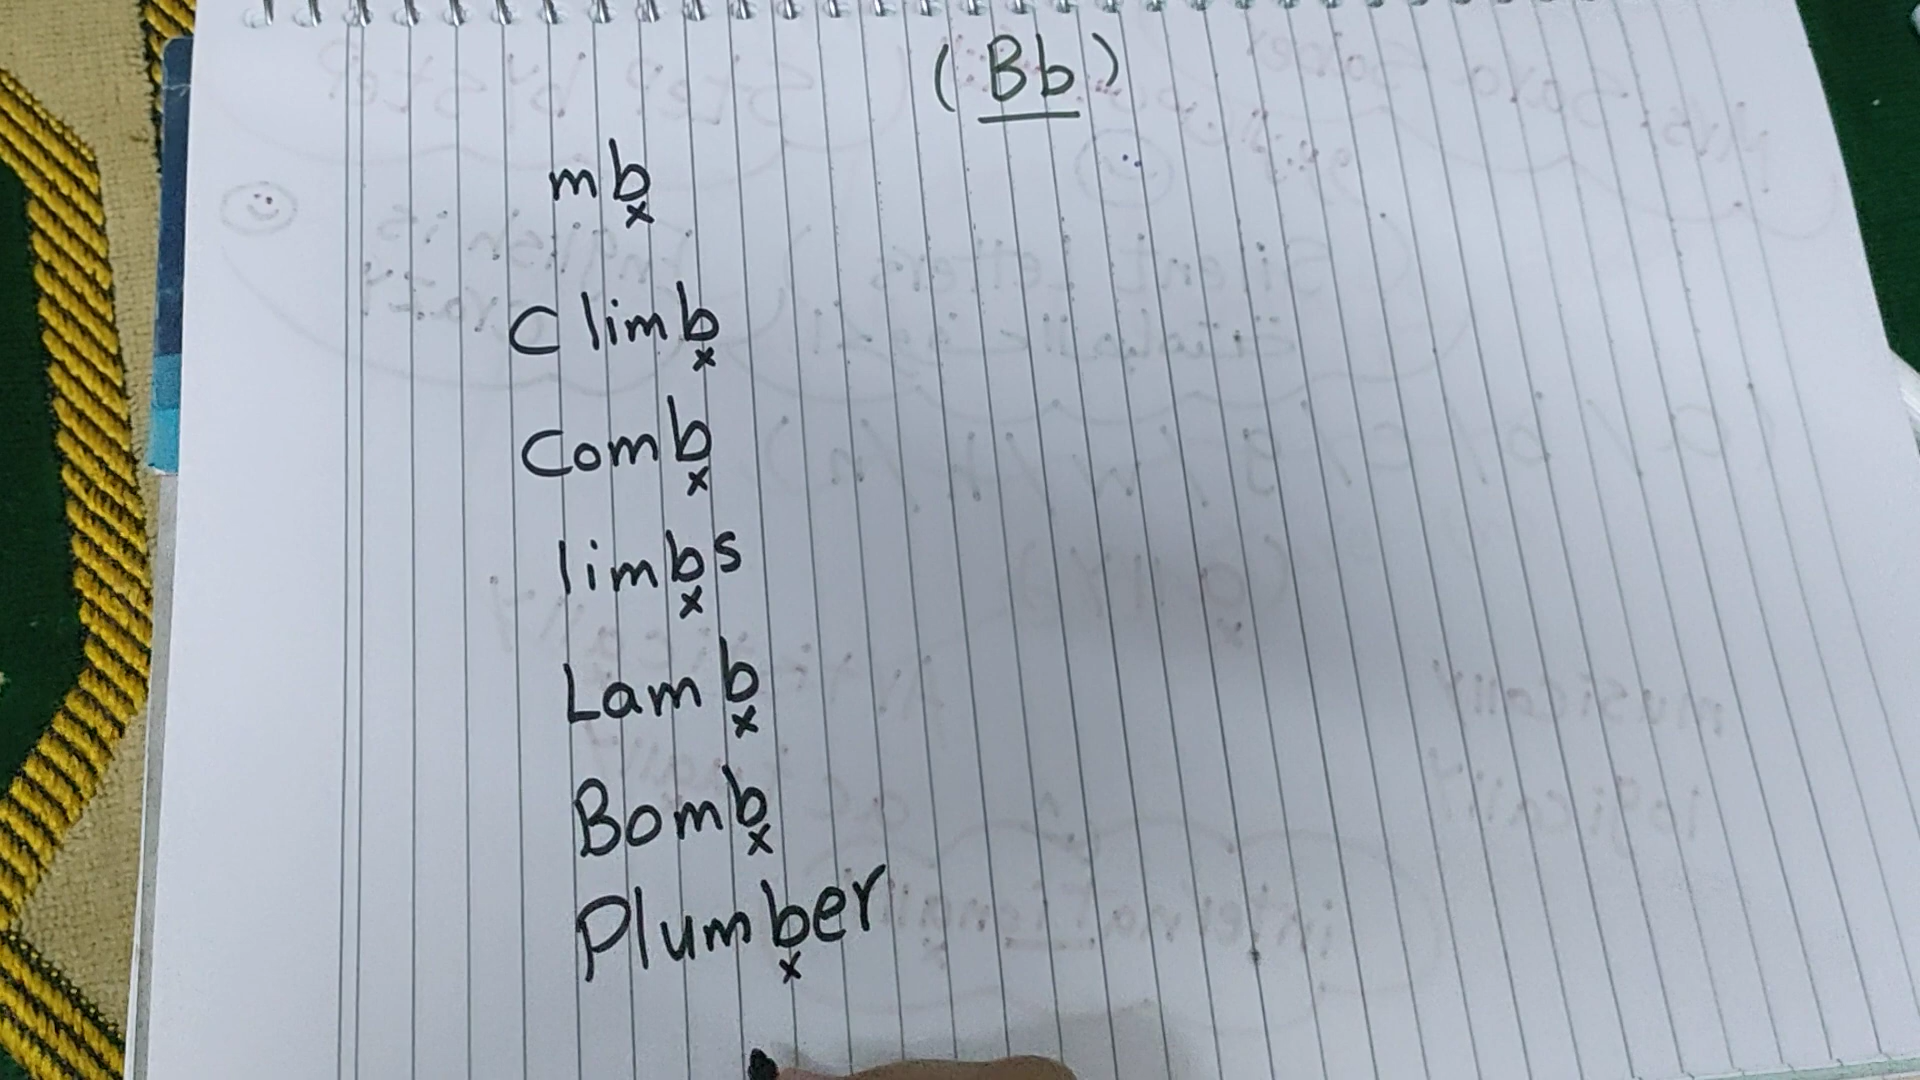 (Bb)
mb
x
Climb
x
Comb
x
limbs
x
Lamb
x
Bomb
x
Plumber
x